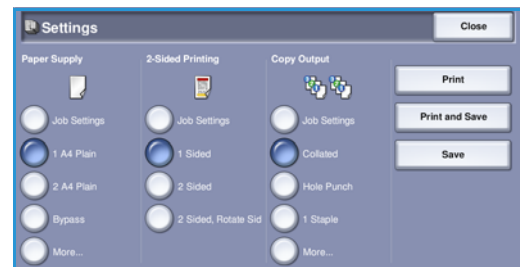 Settings
Close
Paper Supply
2-Sided Printing
Copy Output
Job Settings
1 A4 Plain
2 A4 Plain
Bypass
More...
Job Settings
1 Sided
2 Sided
2 Sided, Rotate Sid
Job Settings
Collated
Hole Punch
1 Staple
More...
Print
Print and Save
Save